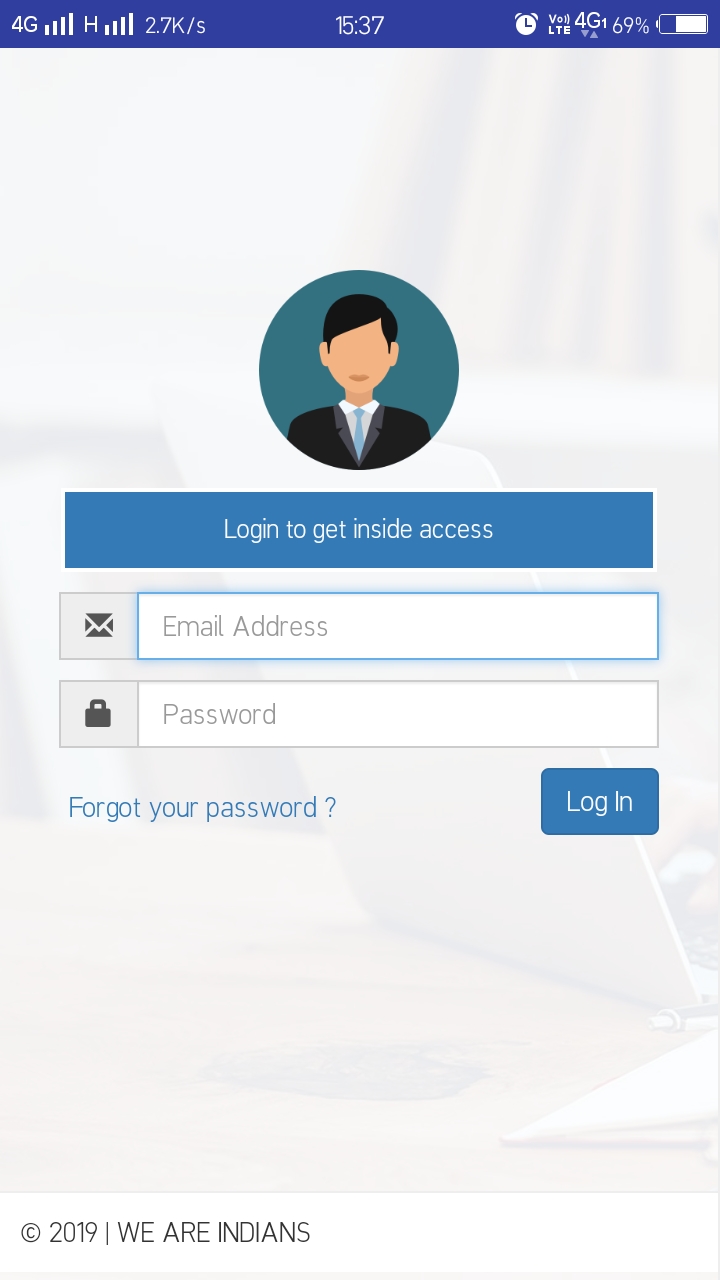 4G H 2.7K/s 15:37 Vo)) LTE 4G1 69%
Login to get inside access
Email Address
Password
Forgot your password ?
Log In
© 2019 | WE ARE INDIANS